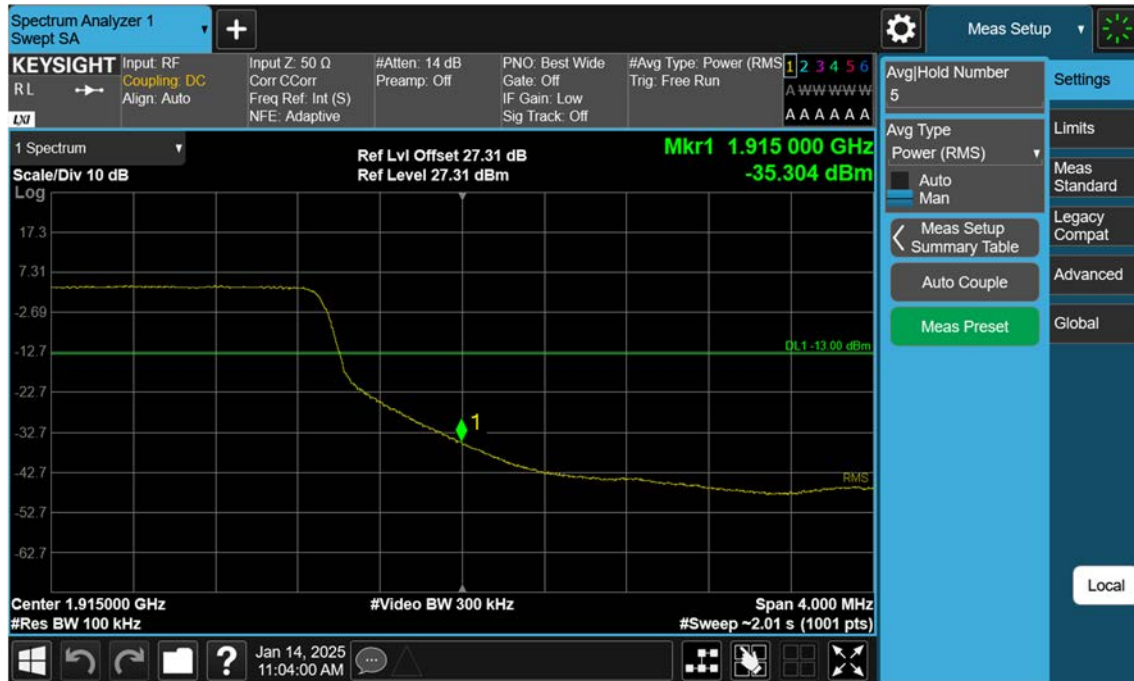 Spectrum Analyzer 1
Swept SA
Meas Setup
KEYSIGHT
R L
LXI
Input: RF
Coupling: DC
Align: Auto
Input Z: 50 Ω
Corr CCorr
Freq Ref: Int (S)
NFE: Adaptive
#Atten: 14 dB
Preamp: Off
PNO: Best Wide
Gate: Off
IF Gain: Low
Sig Track: Off
#Avg Type: Power (RMS
Trig: Free Run
1 2 3 4 5 6
A W W W W W
A A A A A A
1 Spectrum
Scale/Div 10 dB
Log
Ref Lvl Offset 27.31 dB
Ref Level 27.31 dBm
Mkr1 1.915 000 GHz
-35.304 dBm
17.3
7.31
-2.69
-12.7
-22.7
-32.7
-42.7
-52.7
-62.7
DL1 -13.00 dBm
1
RMS
Center 1.915000 GHz
#Res BW 100 kHz
#Video BW 300 kHz
Span 4.000 MHz
#Sweep ~2.01 s (1001 pts)
Avg|Hold Number
5
Avg Type
Power (RMS)
Auto
Man
Meas Setup
Summary Table
Auto Couple
Meas Preset
Settings
Limits
Meas
Standard
Legacy
Compat
Advanced
Global
Local
?
Jan 14, 2025
11:04:00 AM